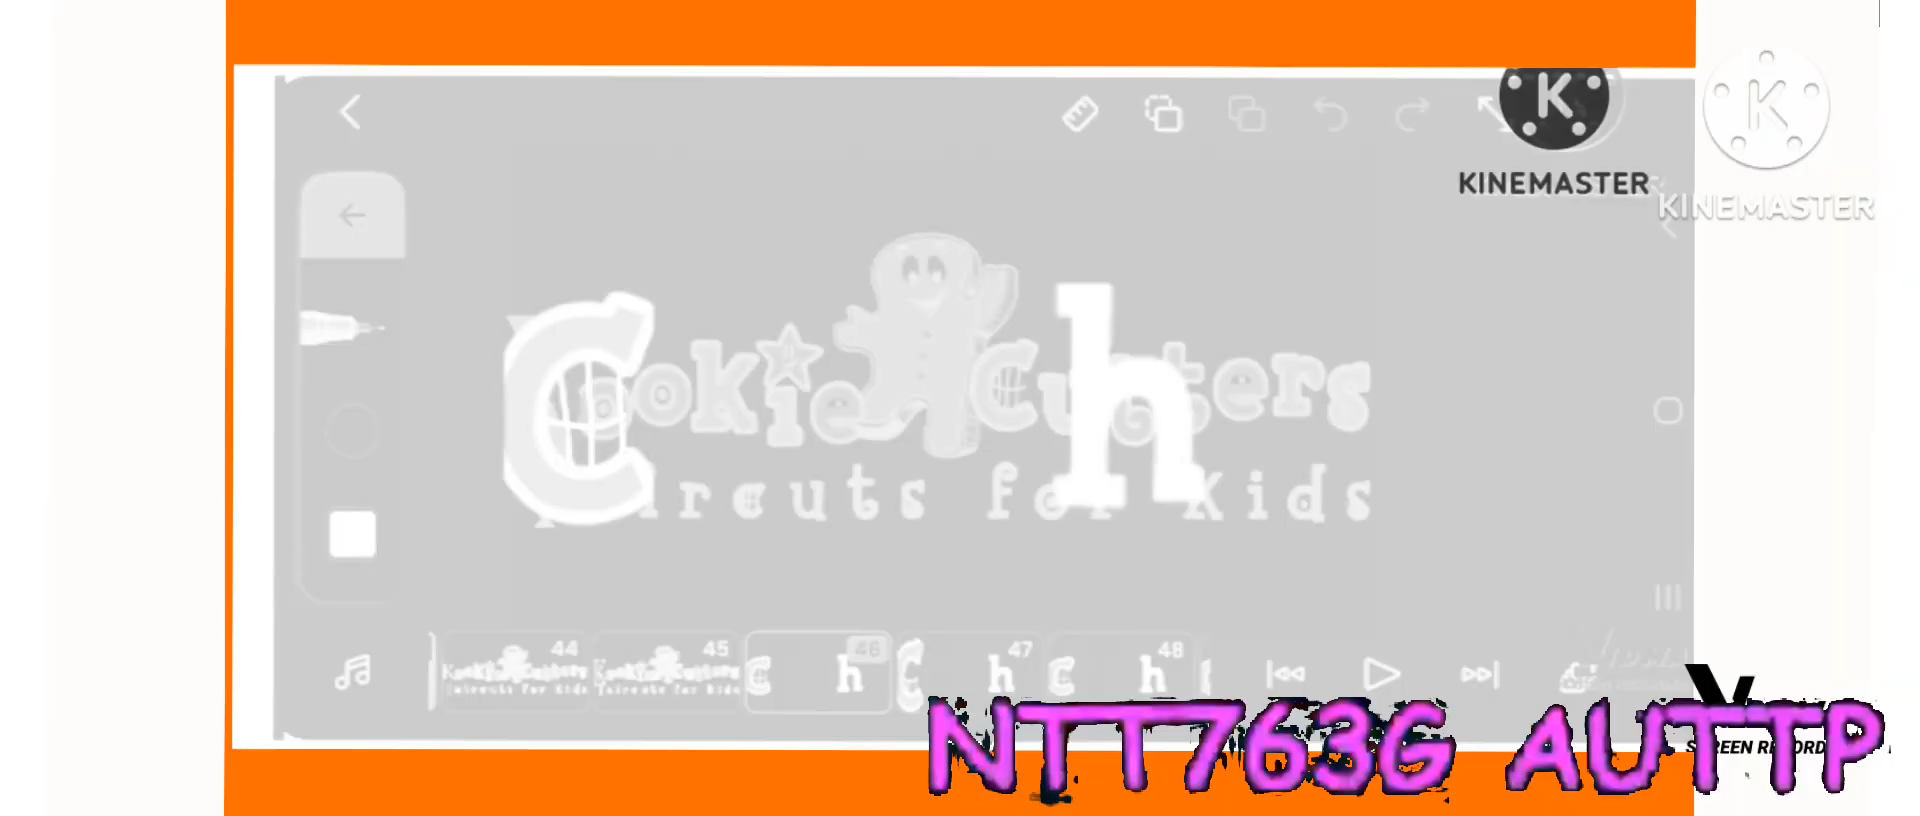 KINEMASTER
KINEMASTER
Cookie Cutters
Haircuts for Kids
C h
44 45 46 47 48
NTT763G AUTTP